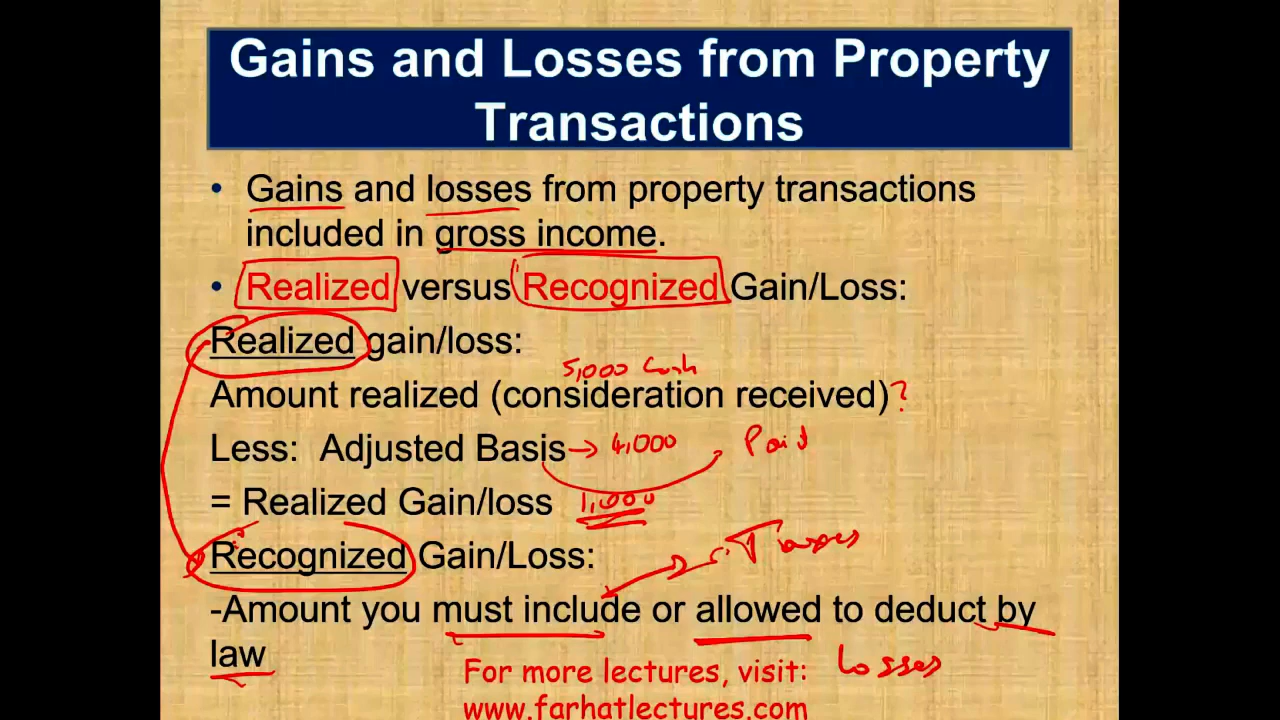 Gains and Losses from Property
Transactions
• Gains and losses from property transactions
included in gross income.
• Realized versus Recognized Gain/Loss:
Realized gain/loss:
5,000 Cash
Amount realized (consideration received)?
Less: Adjusted Basis → 4,000 Paid
= Realized Gain/loss 1,000
Taxes
Recognized Gain/Loss:
-Amount you must include or allowed to deduct by
law
For more lectures, visit: Losses
www.farhatlectures.com